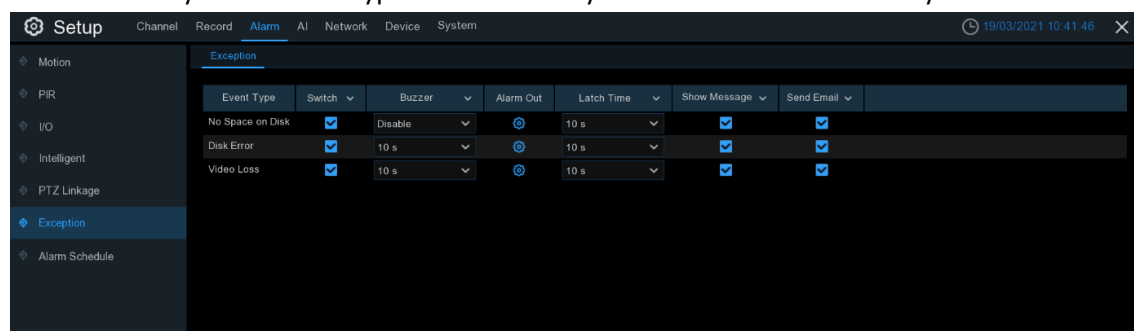 Setup Channel Record Alarm AI Network Device System 19/03/2021 10:41:46
Motion
PIR
I/O
Intelligent
PTZ Linkage
Exception
Alarm Schedule
Exception
Event Type Switch Buzzer Alarm Out Latch Time Show Message Send Email
No Space on Disk Disable 10 s
Disk Error 10 s 10 s
Video Loss 10 s 10 s